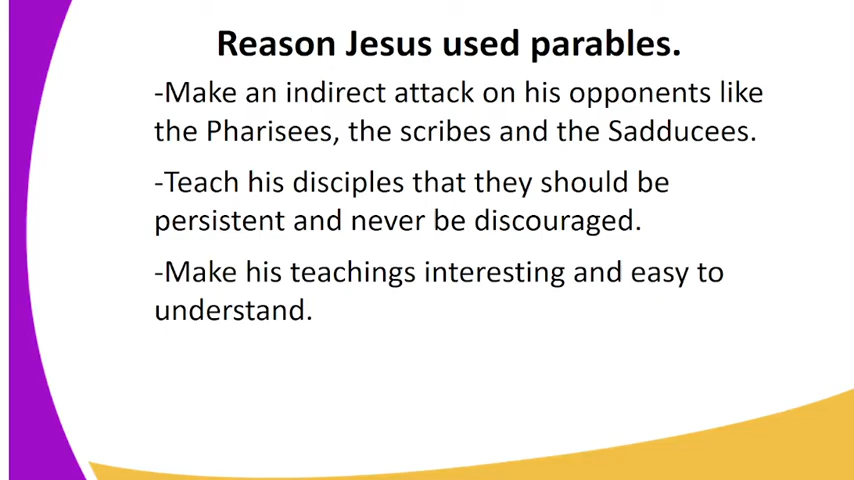 Reason Jesus used parables.
-Make an indirect attack on his opponents like
the Pharisees, the scribes and the Sadducees.
-Teach his disciples that they should be
persistent and never be discouraged.
-Make his teachings interesting and easy to
understand.